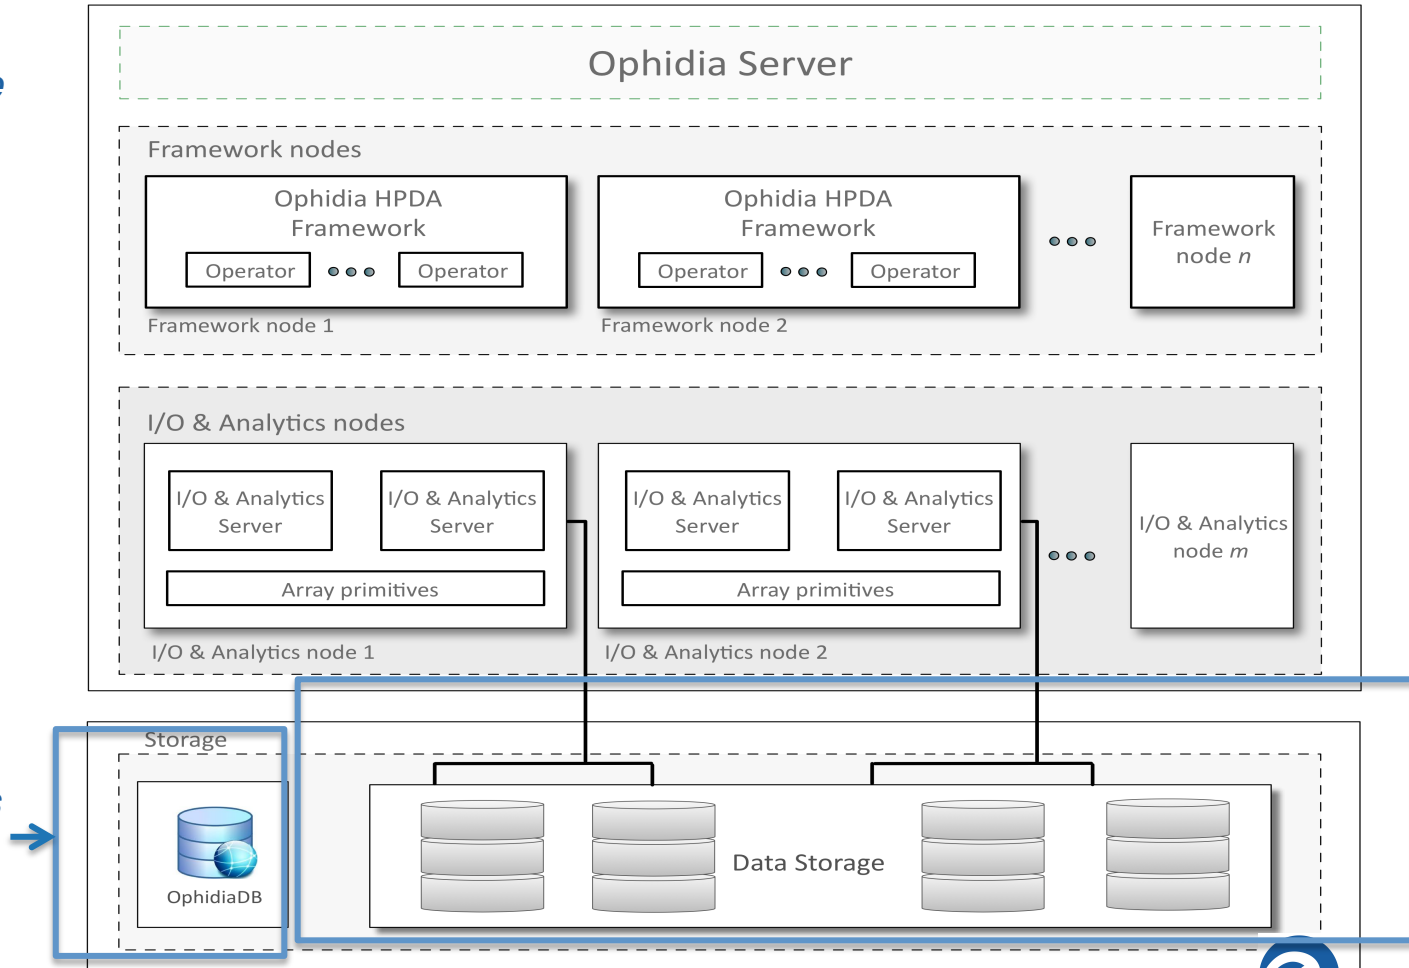 Ophidia Server
Framework nodes
Ophidia HPDA
Framework
Operator
Operator
Framework node 1
Ophidia HPDA
Framework
Operator
Operator
Framework node 2
Framework
node n
I/O & Analytics nodes
I/O & Analytics
Server
I/O & Analytics
Server
Array primitives
I/O & Analytics node 1
I/O & Analytics
Server
I/O & Analytics
Server
Array primitives
I/O & Analytics node 2
I/O & Analytics
node m
Storage
OphidiaDB
Data Storage